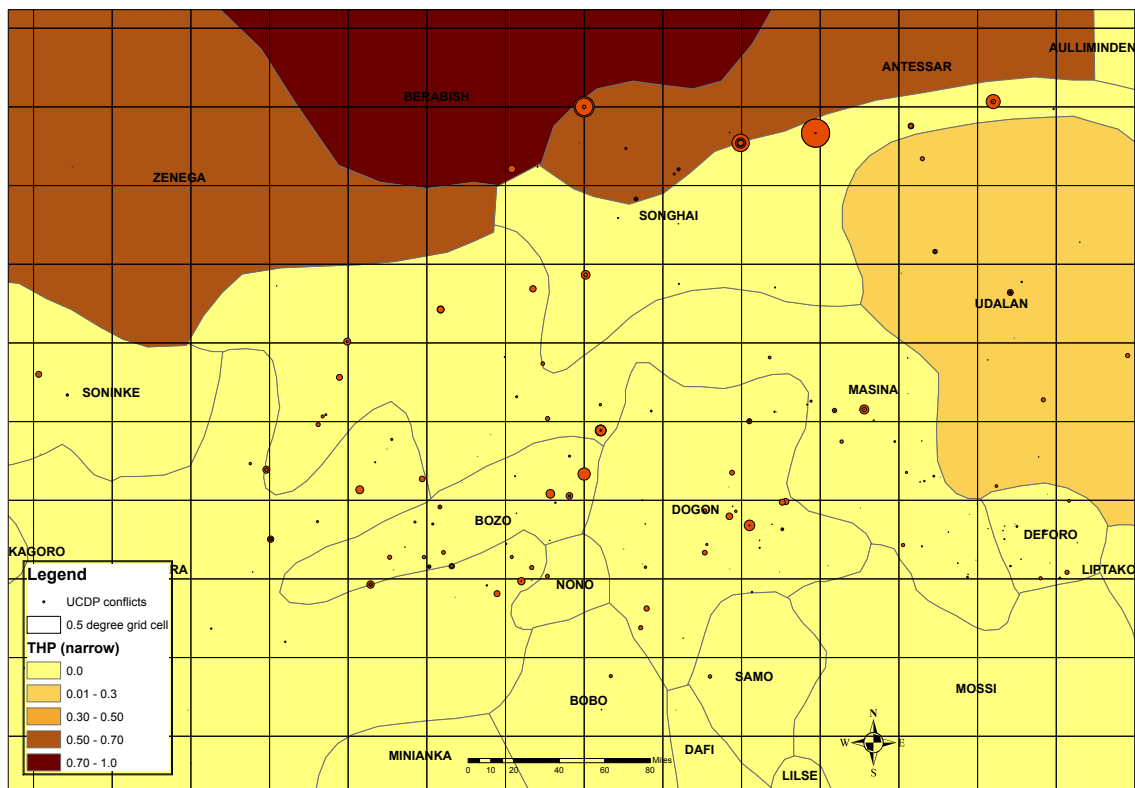 AULLIMINDEN
ANTESSAR
BERABISH
ZENEGA
SONGHAI
UDALAN
SONINKE
MASINA
DOGON
BOZO
DEFORO
KAGORO
RA
LIPTAKO
NONO
Legend
UCDP conflicts
0.5 degree grid cell
THP (narrow)
0.0
0.01 - 0.3
0.30 - 0.50
0.50 - 0.70
0.70 - 1.0
SAMO
MOSSI
BOBO
N
W E
S
DAFI
MINIANKA
LILSE
0 10 20 40 60 80 Miles